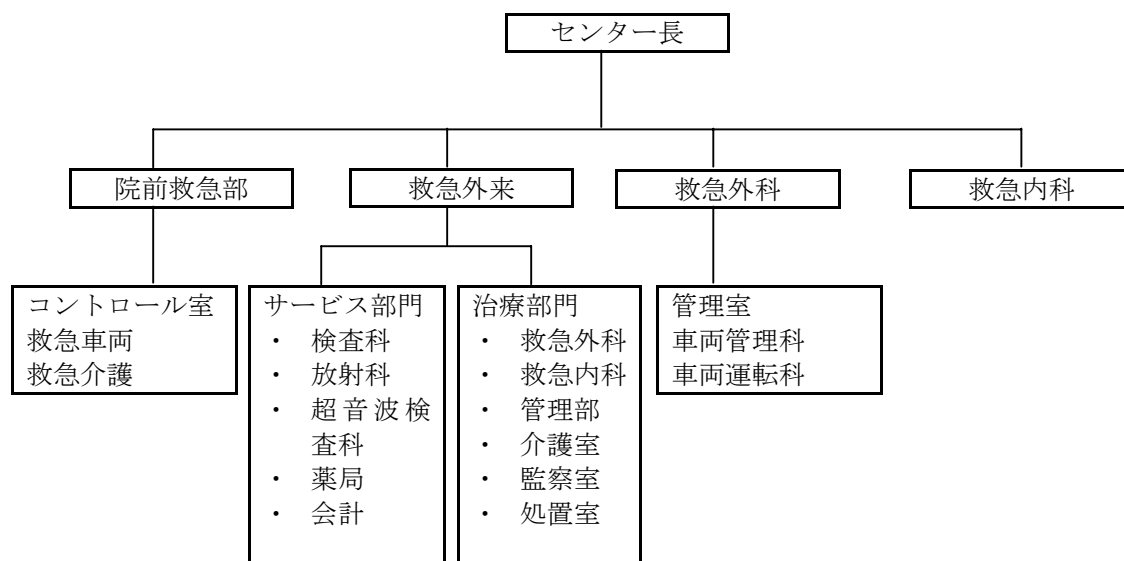 センター長
院前救急部
救急外来
救急外科
救急内科
コントロール室
救急車両
救急介護
サービス部門
・ 検査科
・ 放射科
・ 超音波検
査科
・ 薬局
・ 会計
治療部門
・ 救急外科
・ 救急内科
・ 管理部
・ 介護室
・ 監察室
・ 処置室
管理室
車両管理科
車両運転科